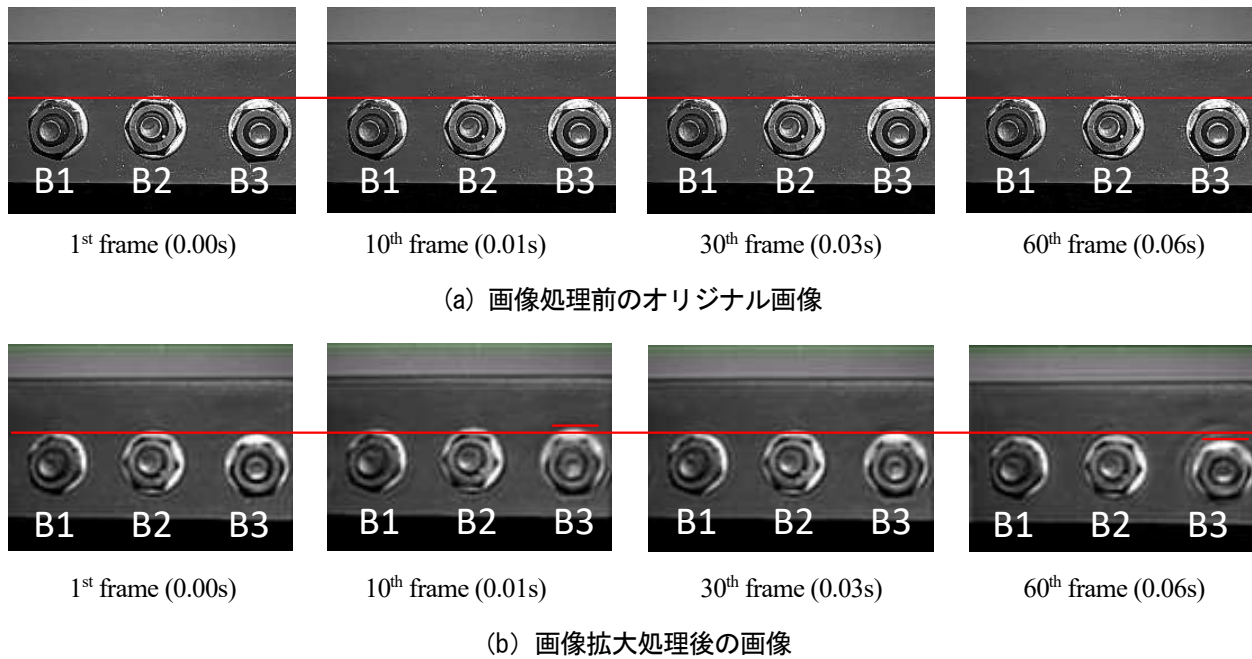 B1 B2 B3 B1 B2 B3 B1 B2 B3 B1 B2 B3
1st frame (0.00s) 10th frame (0.01s) 30th frame (0.03s) 60th frame (0.06s)
(a) 画像処理前のオリジナル画像
B1 B2 B3 B1 B2 B3 B1 B2 B3 B1 B2 B3
1st frame (0.00s) 10th frame (0.01s) 30th frame (0.03s) 60th frame (0.06s)
(b) 画像拡大処理後の画像